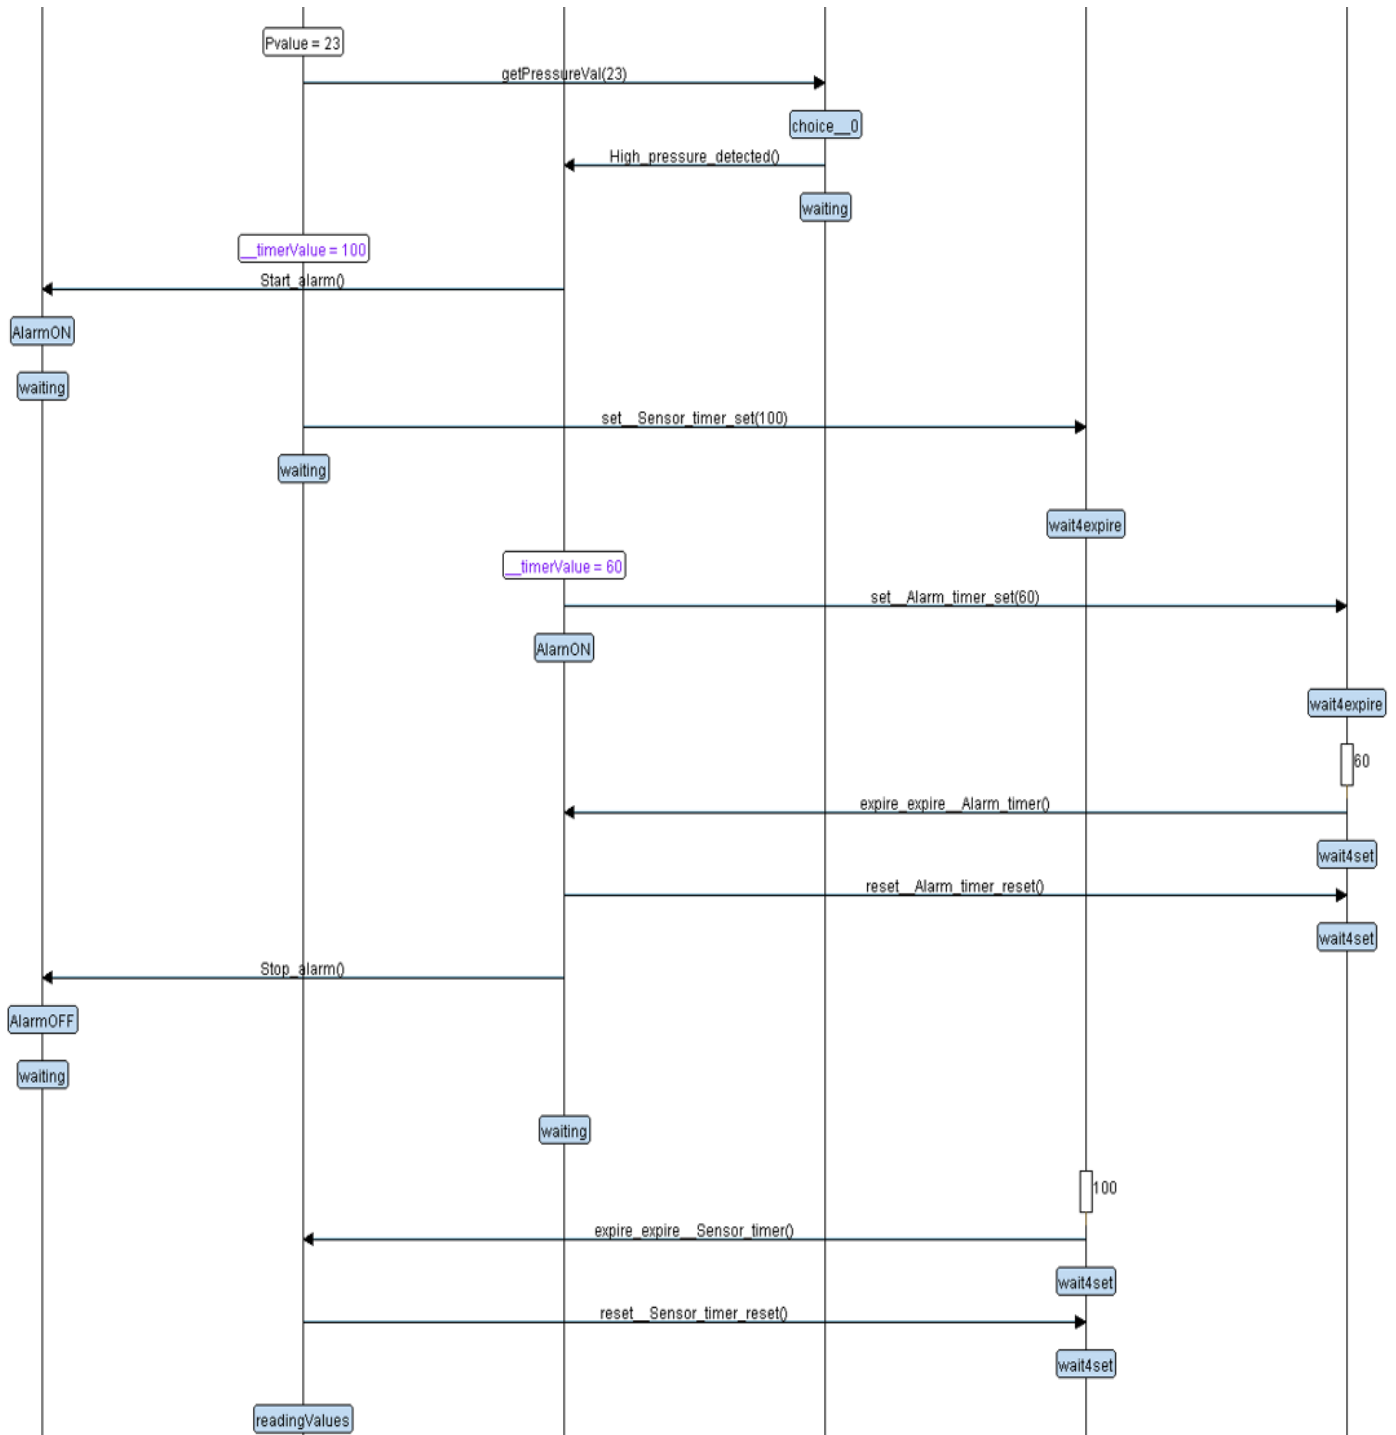 Pvalue = 23
getPressureVal(23)
choice__0
High_pressure_detected()
waiting
__timerValue = 100
Start_alarm()
AlarmON
waiting
set__Sensor_timer_set(100)
waiting
wait4expire
__timerValue = 60
set__Alarm_timer_set(60)
AlarnON
wait4expire
60
expire_expire__Alarm_timer()
wait4set
reset__Alarm_timer_reset()
wait4set
Stop_alarm()
AlarmOFF
waiting
waiting
100
expire_expire__Sensor_timer()
wait4set
reset__Sensor_timer_reset()
wait4set
readingValues